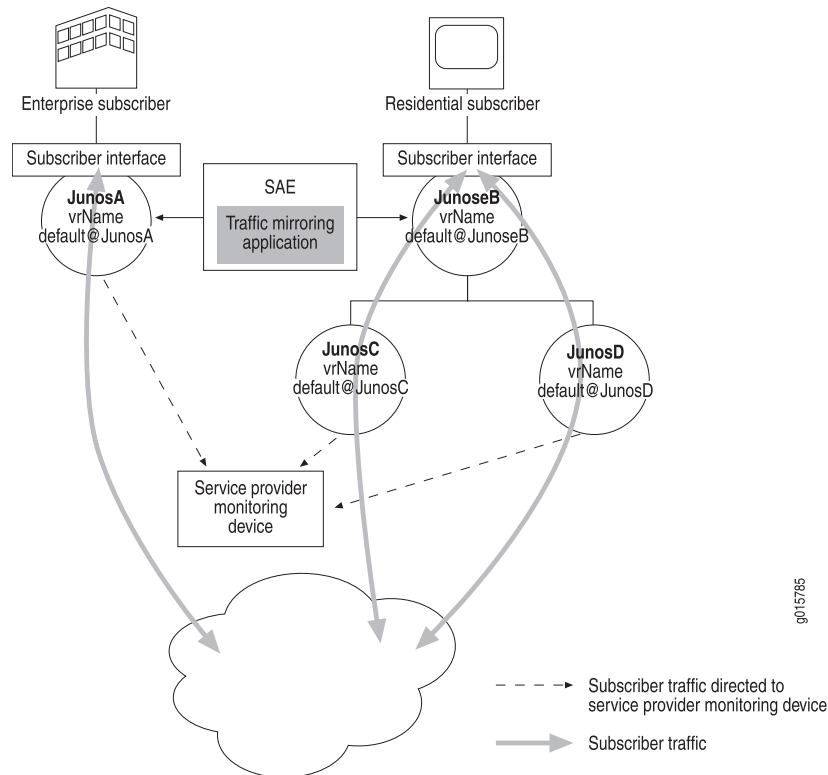 Enterprise subscriber
Residential subscriber
Subscriber interface
Subscriber interface
JunosA
vrName
default@JunosA
SAE
Traffic mirroring
application
JunoseB
vrName
default@JunoseB
JunosC
vrName
default@JunosC
JunosD
vrName
default@JunosD
Service provider
monitoring
device
g015785
Subscriber traffic directed to
service provider monitoring device
Subscriber traffic